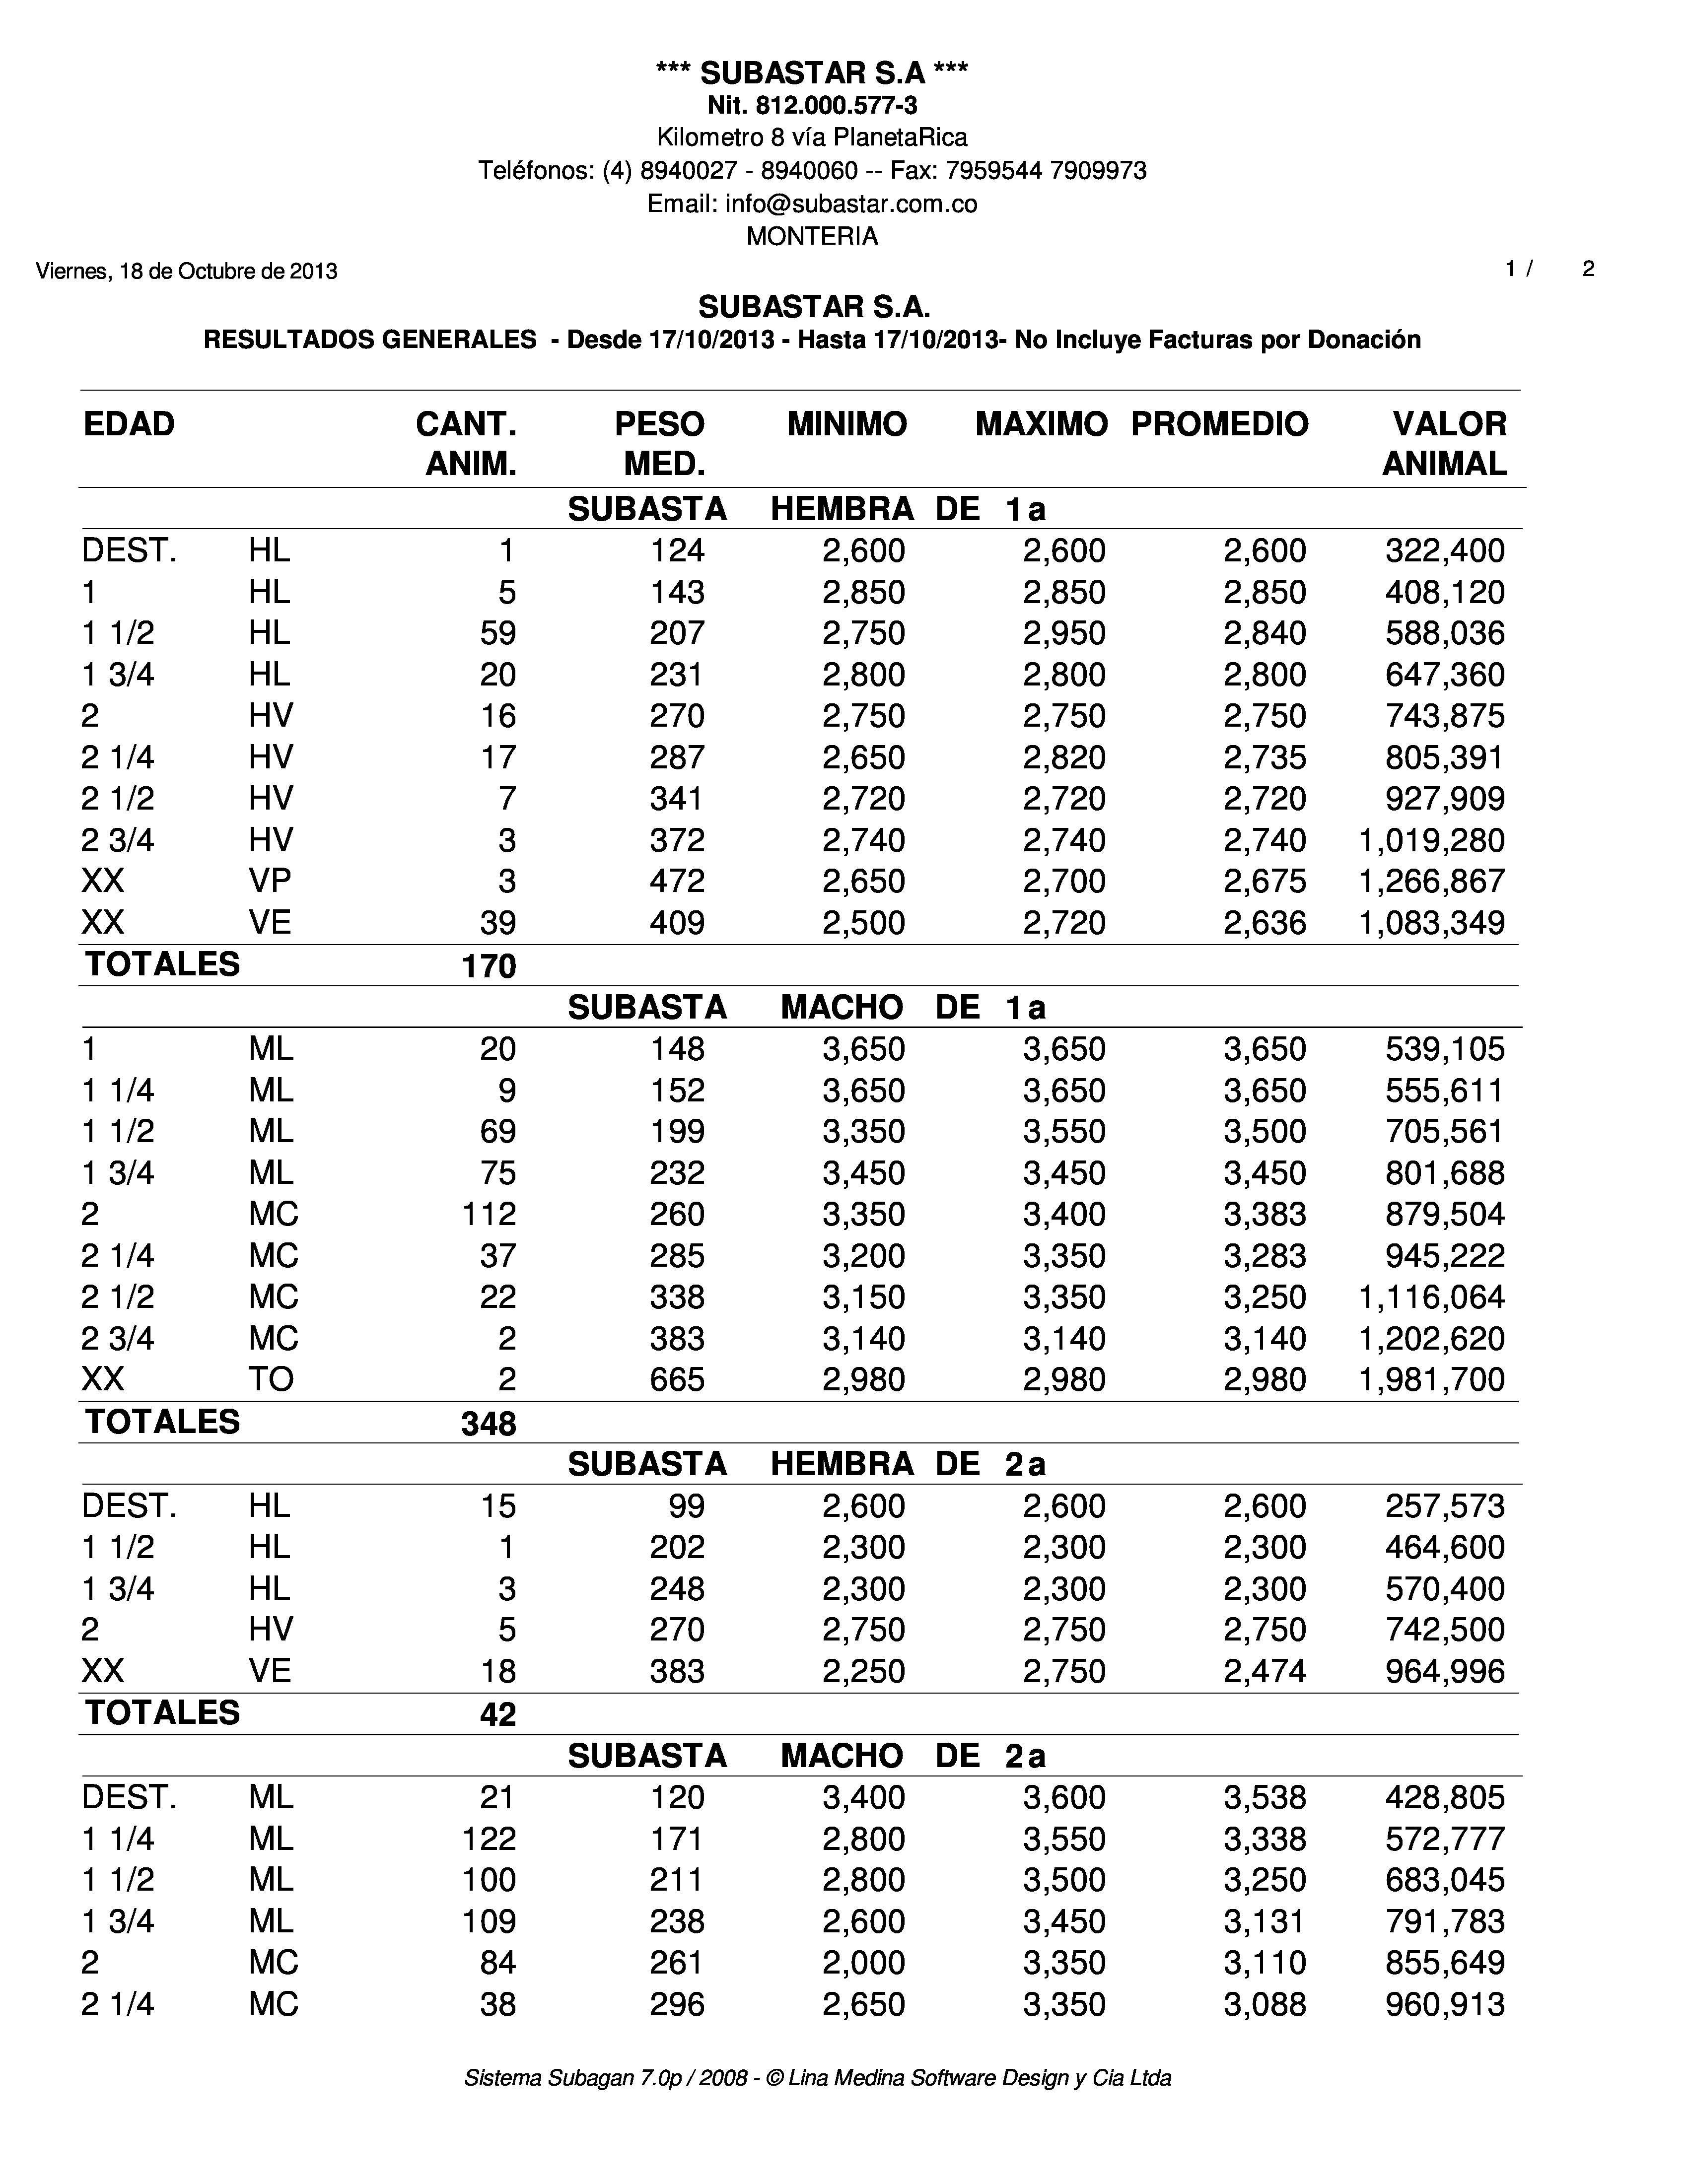 *** SUBASTAR S.A ***
Nit. 812.000.577-3
Kilometro 8 vía PlanetaRica
Teléfonos: (4) 8940027 - 8940060 -- Fax: 7959544 7909973
Email: info@subastar.com.co
MONTERIA
Viernes, 18 de Octubre de 2013 1 / 2
SUBASTAR S.A.
RESULTADOS GENERALES - Desde 17/10/2013 - Hasta 17/10/2013- No Incluye Facturas por Donación
EDAD CANT. PESO MINIMO MAXIMO PROMEDIO VALOR
ANIM. MED. ANIMAL
SUBASTA HEMBRA DE 1a
DEST. HL 1 124 2,600 2,600 2,600 322,400
1 HL 5 143 2,850 2,850 2,850 408,120
1 1/2 HL 59 207 2,750 2,950 2,840 588,036
1 3/4 HL 20 231 2,800 2,800 2,800 647,360
2 HV 16 270 2,750 2,750 2,750 743,875
2 1/4 HV 17 287 2,650 2,820 2,735 805,391
2 1/2 HV 7 341 2,720 2,720 2,720 927,909
2 3/4 HV 3 372 2,740 2,740 2,740 1,019,280
XX VP 3 472 2,650 2,700 2,675 1,266,867
XX VE 39 409 2,500 2,720 2,636 1,083,349
TOTALES 170
SUBASTA MACHO DE 1a
1 ML 20 148 3,650 3,650 3,650 539,105
1 1/4 ML 9 152 3,650 3,650 3,650 555,611
1 1/2 ML 69 199 3,350 3,550 3,500 705,561
1 3/4 ML 75 232 3,450 3,450 3,450 801,688
2 MC 112 260 3,350 3,400 3,383 879,504
2 1/4 MC 37 285 3,200 3,350 3,283 945,222
2 1/2 MC 22 338 3,150 3,350 3,250 1,116,064
2 3/4 MC 2 383 3,140 3,140 3,140 1,202,620
XX TO 2 665 2,980 2,980 2,980 1,981,700
TOTALES 348
SUBASTA HEMBRA DE 2a
DEST. HL 15 99 2,600 2,600 2,600 257,573
1 1/2 HL 1 202 2,300 2,300 2,300 464,600
1 3/4 HL 3 248 2,300 2,300 2,300 570,400
2 HV 5 270 2,750 2,750 2,750 742,500
XX VE 18 383 2,250 2,750 2,474 964,996
TOTALES 42
SUBASTA MACHO DE 2a
DEST. ML 21 120 3,400 3,600 3,538 428,805
1 1/4 ML 122 171 2,800 3,550 3,338 572,777
1 1/2 ML 100 211 2,800 3,500 3,250 683,045
1 3/4 ML 109 238 2,600 3,450 3,131 791,783
2 MC 84 261 2,000 3,350 3,110 855,649
2 1/4 MC 38 296 2,650 3,350 3,088 960,913
Sistema Subagan 7.0p / 2008 - © Lina Medina Software Design y Cia Ltda